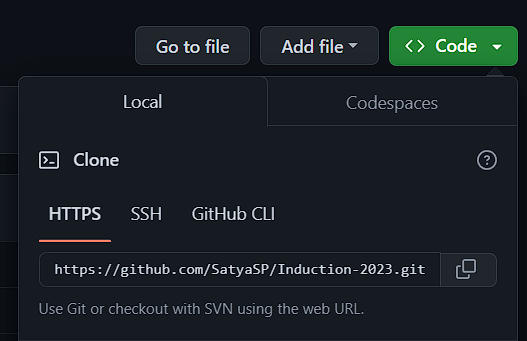 Go to file Add file <> Code
Local Codespaces
Clone
HTTPS SSH GitHub CLI
https://github.com/SatyaSP/Induction-2023.git
Use Git or checkout with SVN using the web URL.